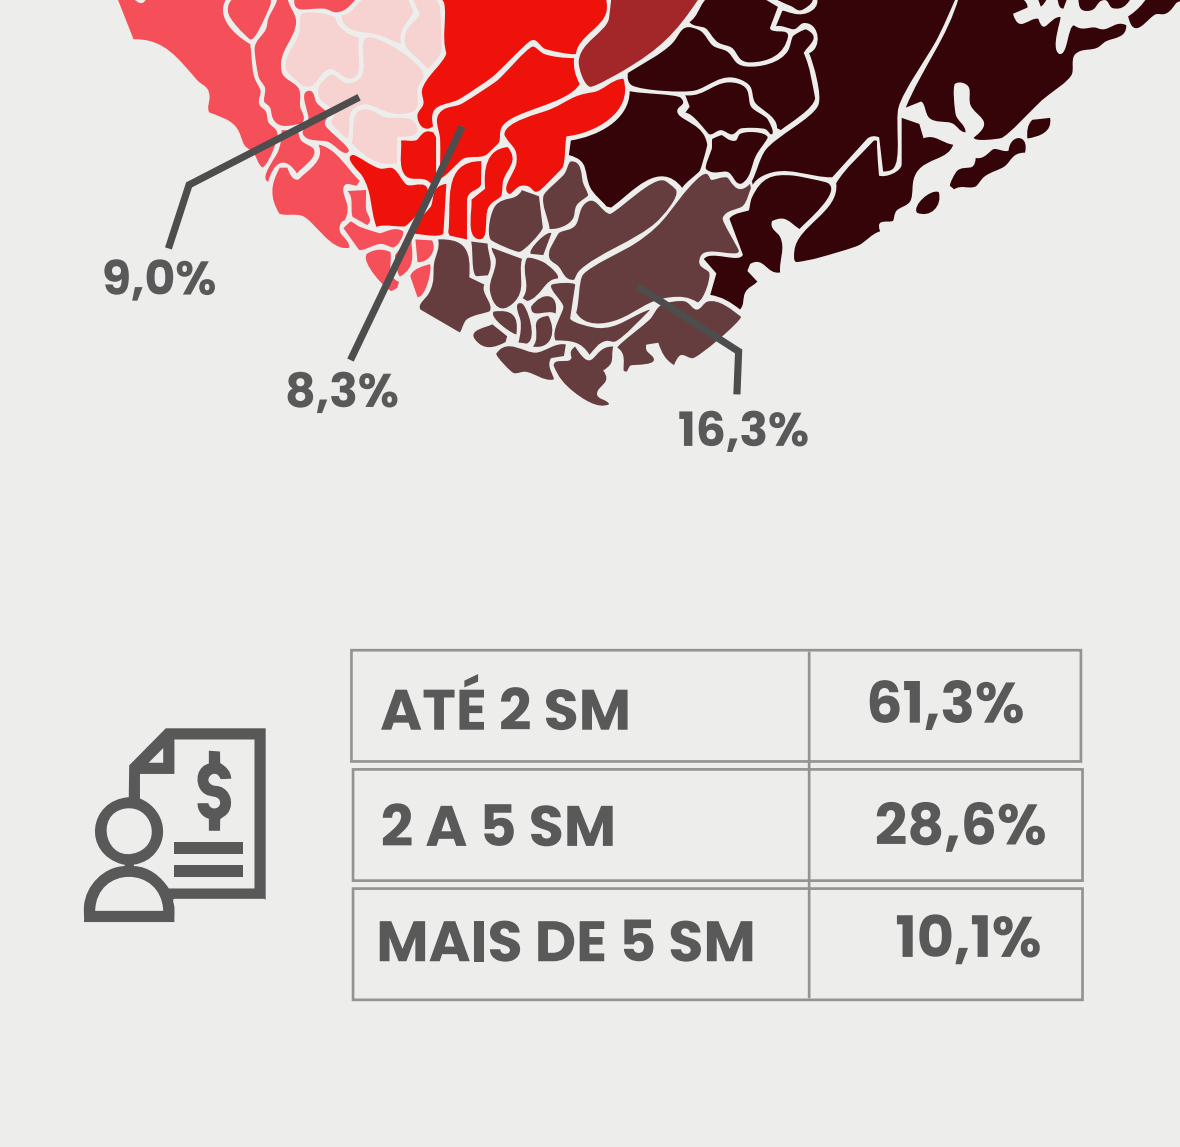 9,0%
8,3%
16,3%
$
ATÉ 2 SM 61,3%
2 A 5 SM 28,6%
MAIS DE 5 SM 10,1%